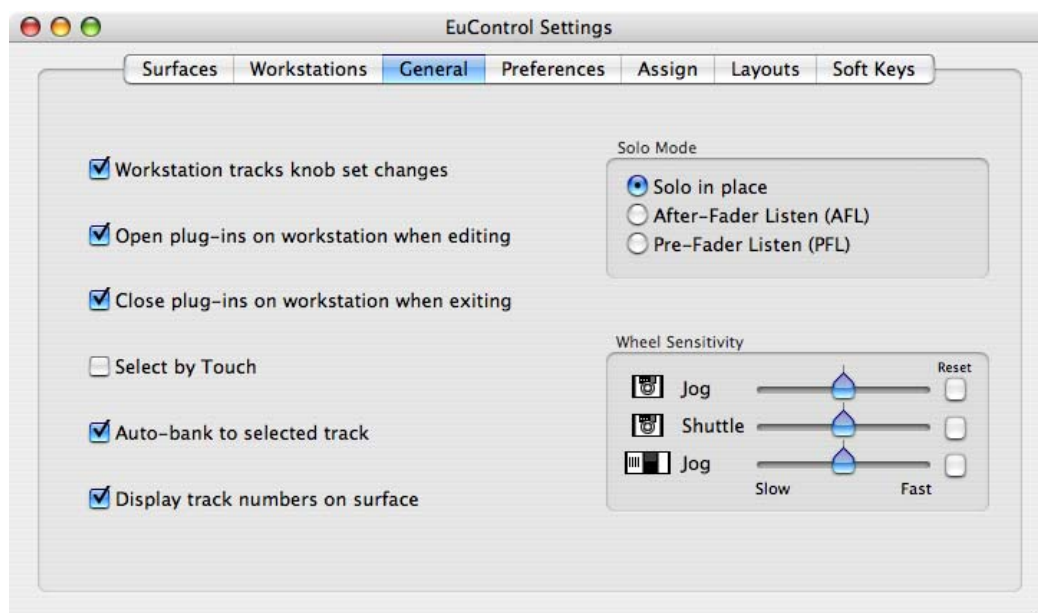 EuControl Settings
Surfaces Workstations General Preferences Assign Layouts Soft Keys
Workstation tracks knob set changes
Open plug-ins on workstation when editing
Close plug-ins on workstation when exiting
Select by Touch
Auto-bank to selected track
Display track numbers on surface
Solo Mode
Solo in place
After-Fader Listen (AFL)
Pre-Fader Listen (PFL)
Wheel Sensitivity
Reset
Jog
Shuttle
Jog
Slow Fast